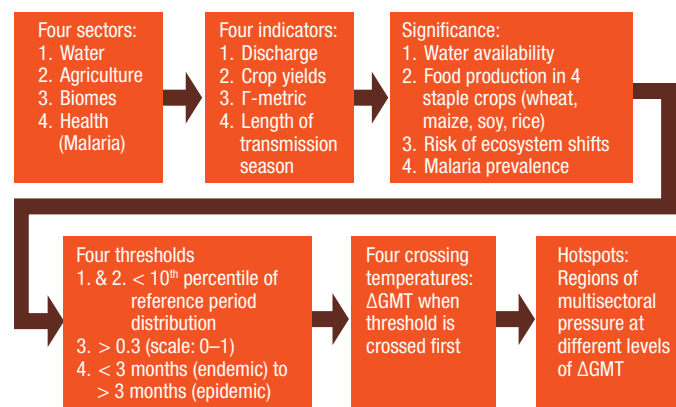 Four sectors:
1. Water
2. Agriculture
3. Biomes
4. Health
(Malaria)
Four indicators:
1. Discharge
2. Crop yields
3. Γ-metric
4. Length of
transmission
season
Significance:
1. Water availability
2. Food production in 4
staple crops (wheat,
maize, soy, rice)
3. Risk of ecosystem shifts
4. Malaria prevalence
Four thresholds
1. & 2. < 10th percentile of
reference period
distribution
3. > 0.3 (scale: 0–1)
4. < 3 months (endemic) to
> 3 months (epidemic)
Four crossing
temperatures:
ΔGMT when
threshold is
crossed first
Hotspots:
Regions of
multisectoral
pressure at
different levels
of ΔGMT